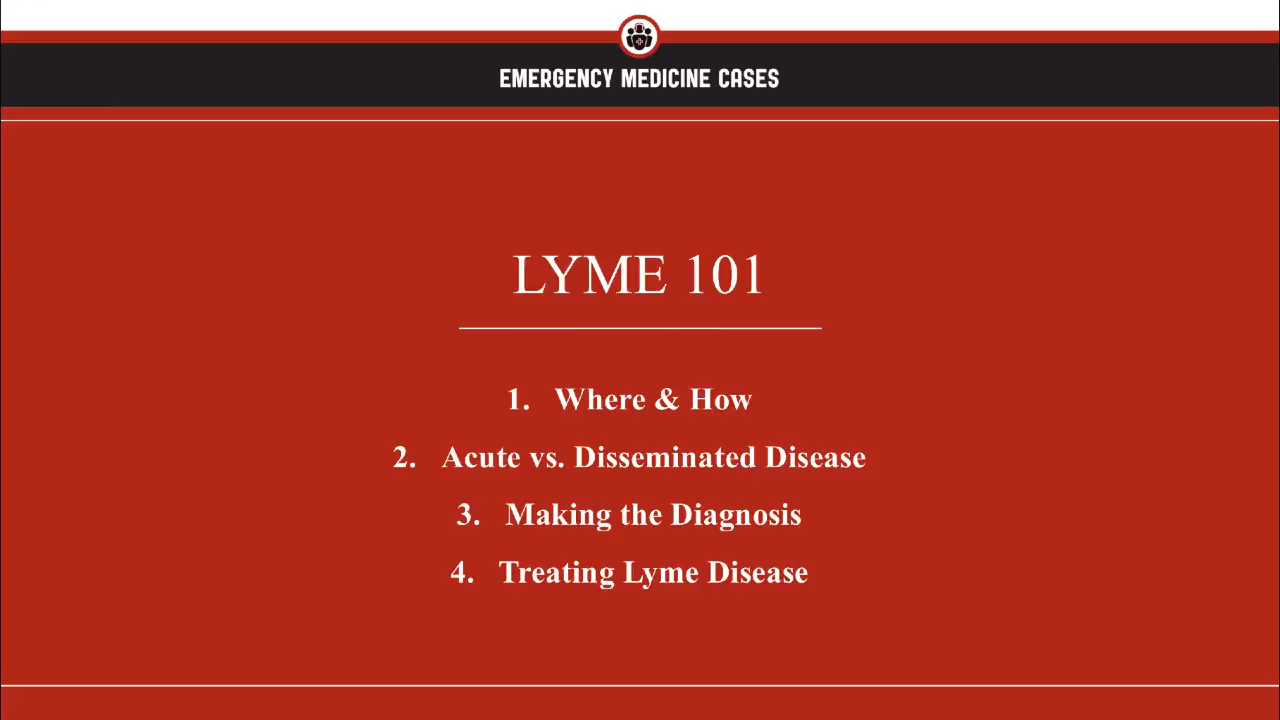 EMERGENCY MEDICINE CASES
LYME 101
1. Where & How
2. Acute vs. Disseminated Disease
3. Making the Diagnosis
4. Treating Lyme Disease